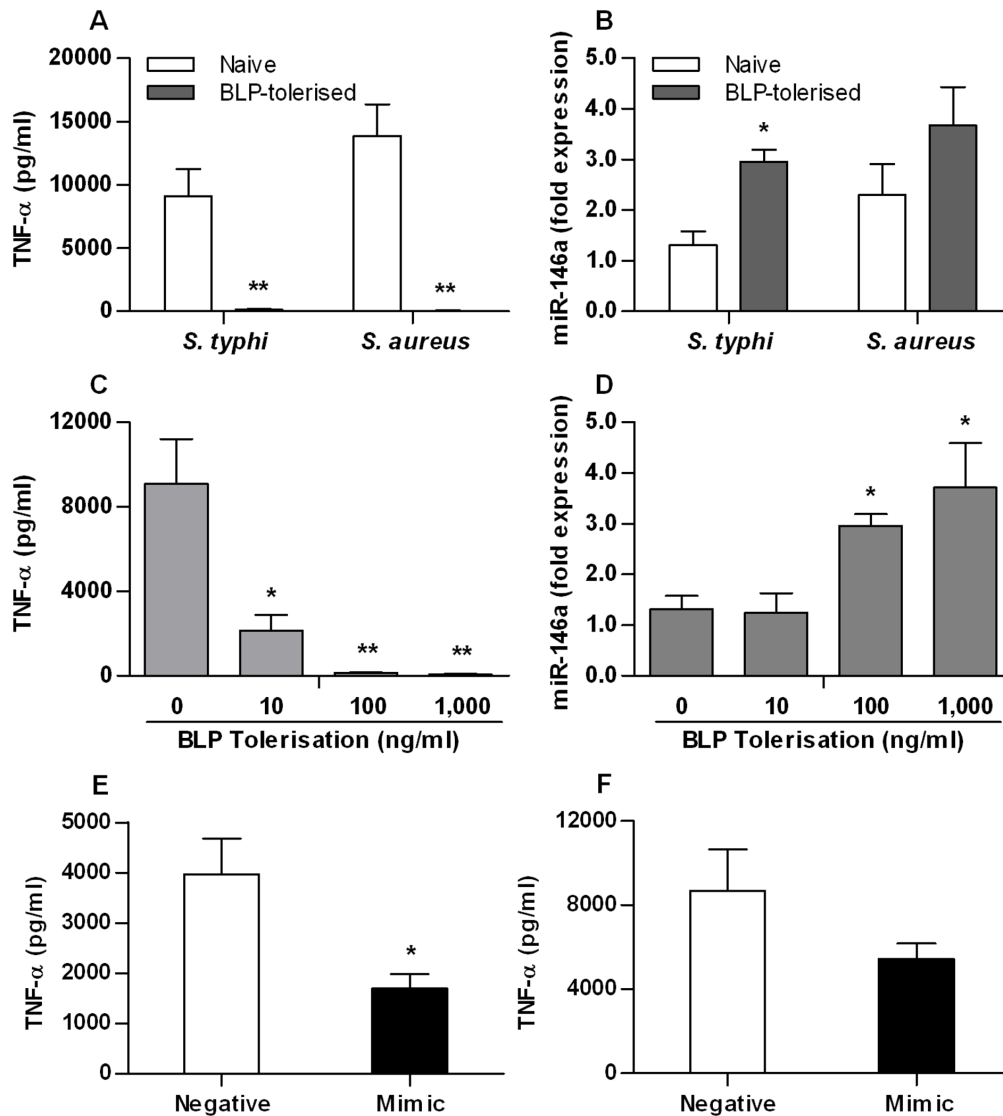 A
TNF-α (pg/ml)
20000
15000
10000
5000
0
Naive
BLP-tolerised
**
**
S. typhi
S. aureus
B
miR-146a (fold expression)
5.0
4.0
3.0
2.0
1.0
0.0
Naive
BLP-tolerised
*
S. typhi
S. aureus
C
TNF-α (pg/ml)
12000
8000
4000
0
*
**
**
0 10 100 1,000
BLP Tolerisation (ng/ml)
D
miR-146a (fold expression)
5.0
4.0
3.0
2.0
1.0
0.0
*
*
0 10 100 1,000
BLP Tolerisation (ng/ml)
E
TNF-α (pg/ml)
5000
4000
3000
2000
1000
0
*
Negative Mimic
F
TNF-α (pg/ml)
12000
8000
4000
0
Negative Mimic